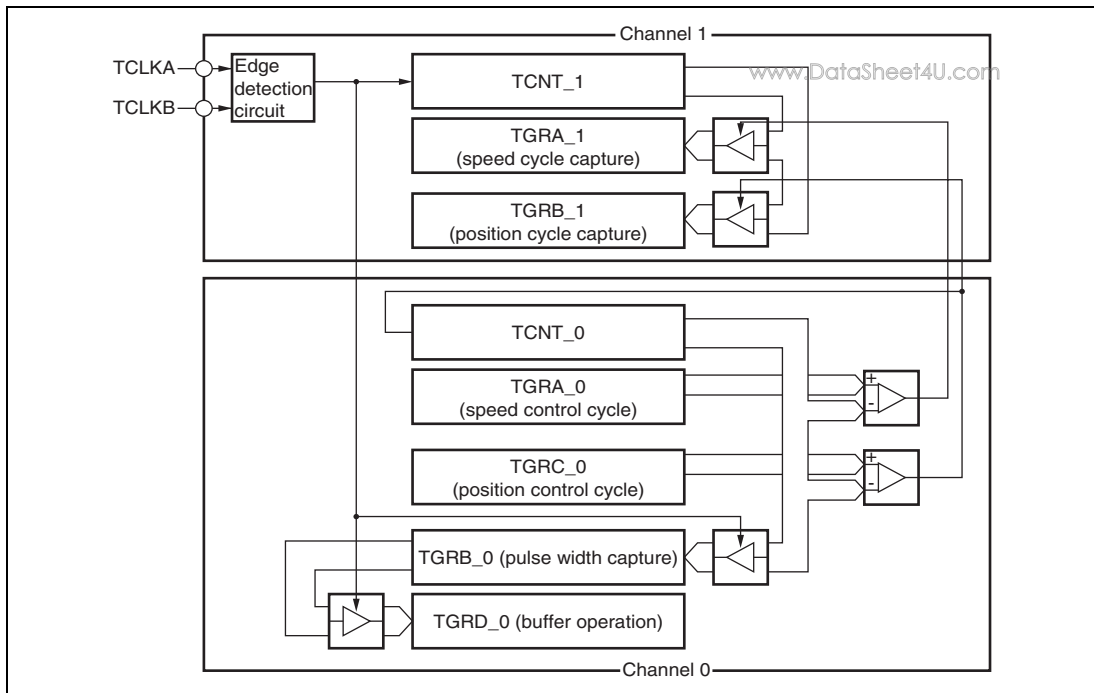 Channel 1
www.DataSheet4U.com
TCLKA
TCLKB
Edge
detection
circuit
TCNT_1
TGRA_1
(speed cycle capture)
TGRB_1
(position cycle capture)
TCNT_0
TGRA_0
(speed control cycle)
+
-
TGRC_0
(position control cycle)
+
-
TGRB_0 (pulse width capture)
TGRD_0 (buffer operation)
Channel 0